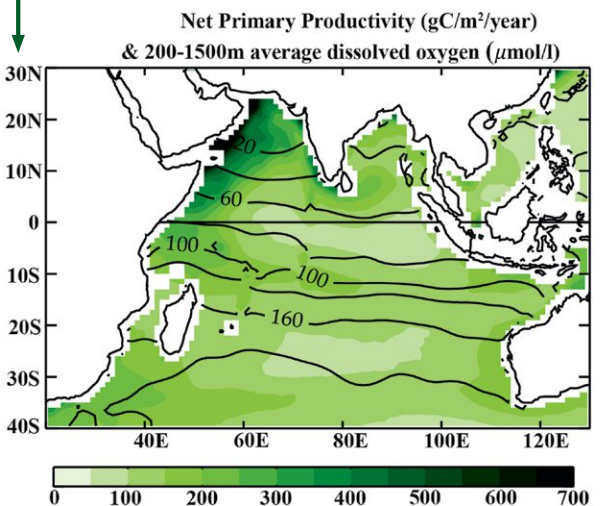 Net Primary Productivity (gC/m²/year)
& 200-1500m average dissolved oxygen (μmol/l)
30N
20N
10N
0
10S
20S
30S
40S
20
60
100
100
160
40E 60E 80E 100E 120E
0 100 200 300 400 500 600 700